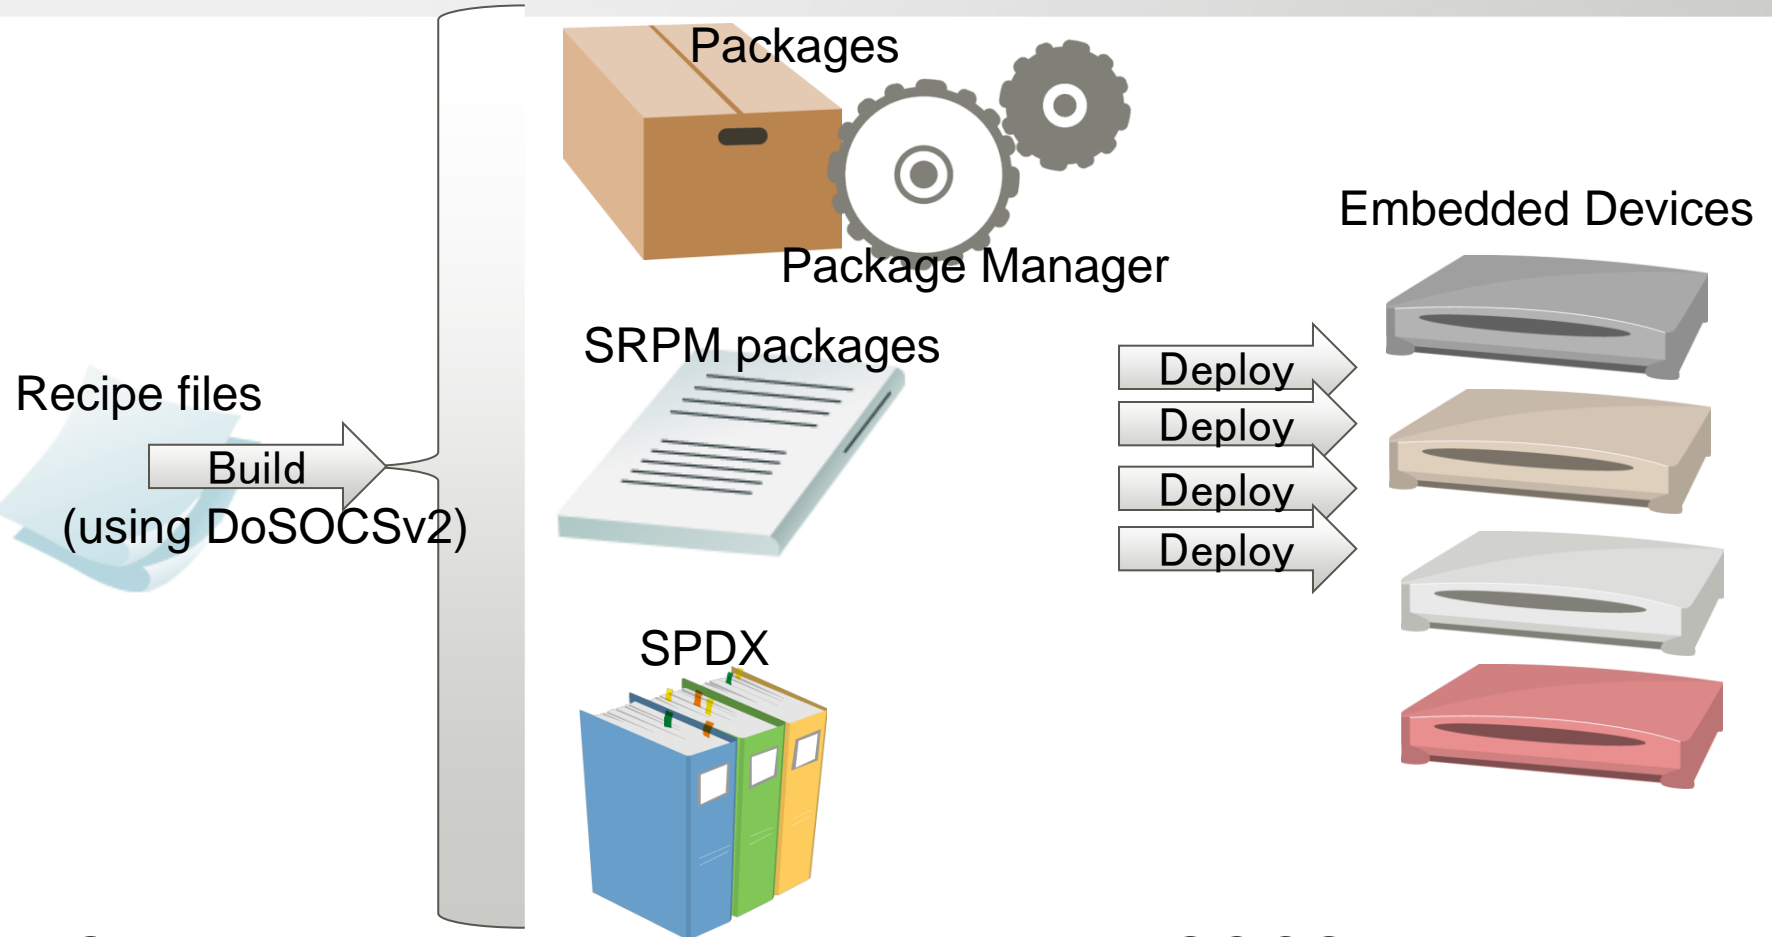 Packages
Package Manager
Embedded Devices
SRPM packages
Recipe files
Build
(using DoSOCSv2)
Deploy
Deploy
Deploy
Deploy
SPDX